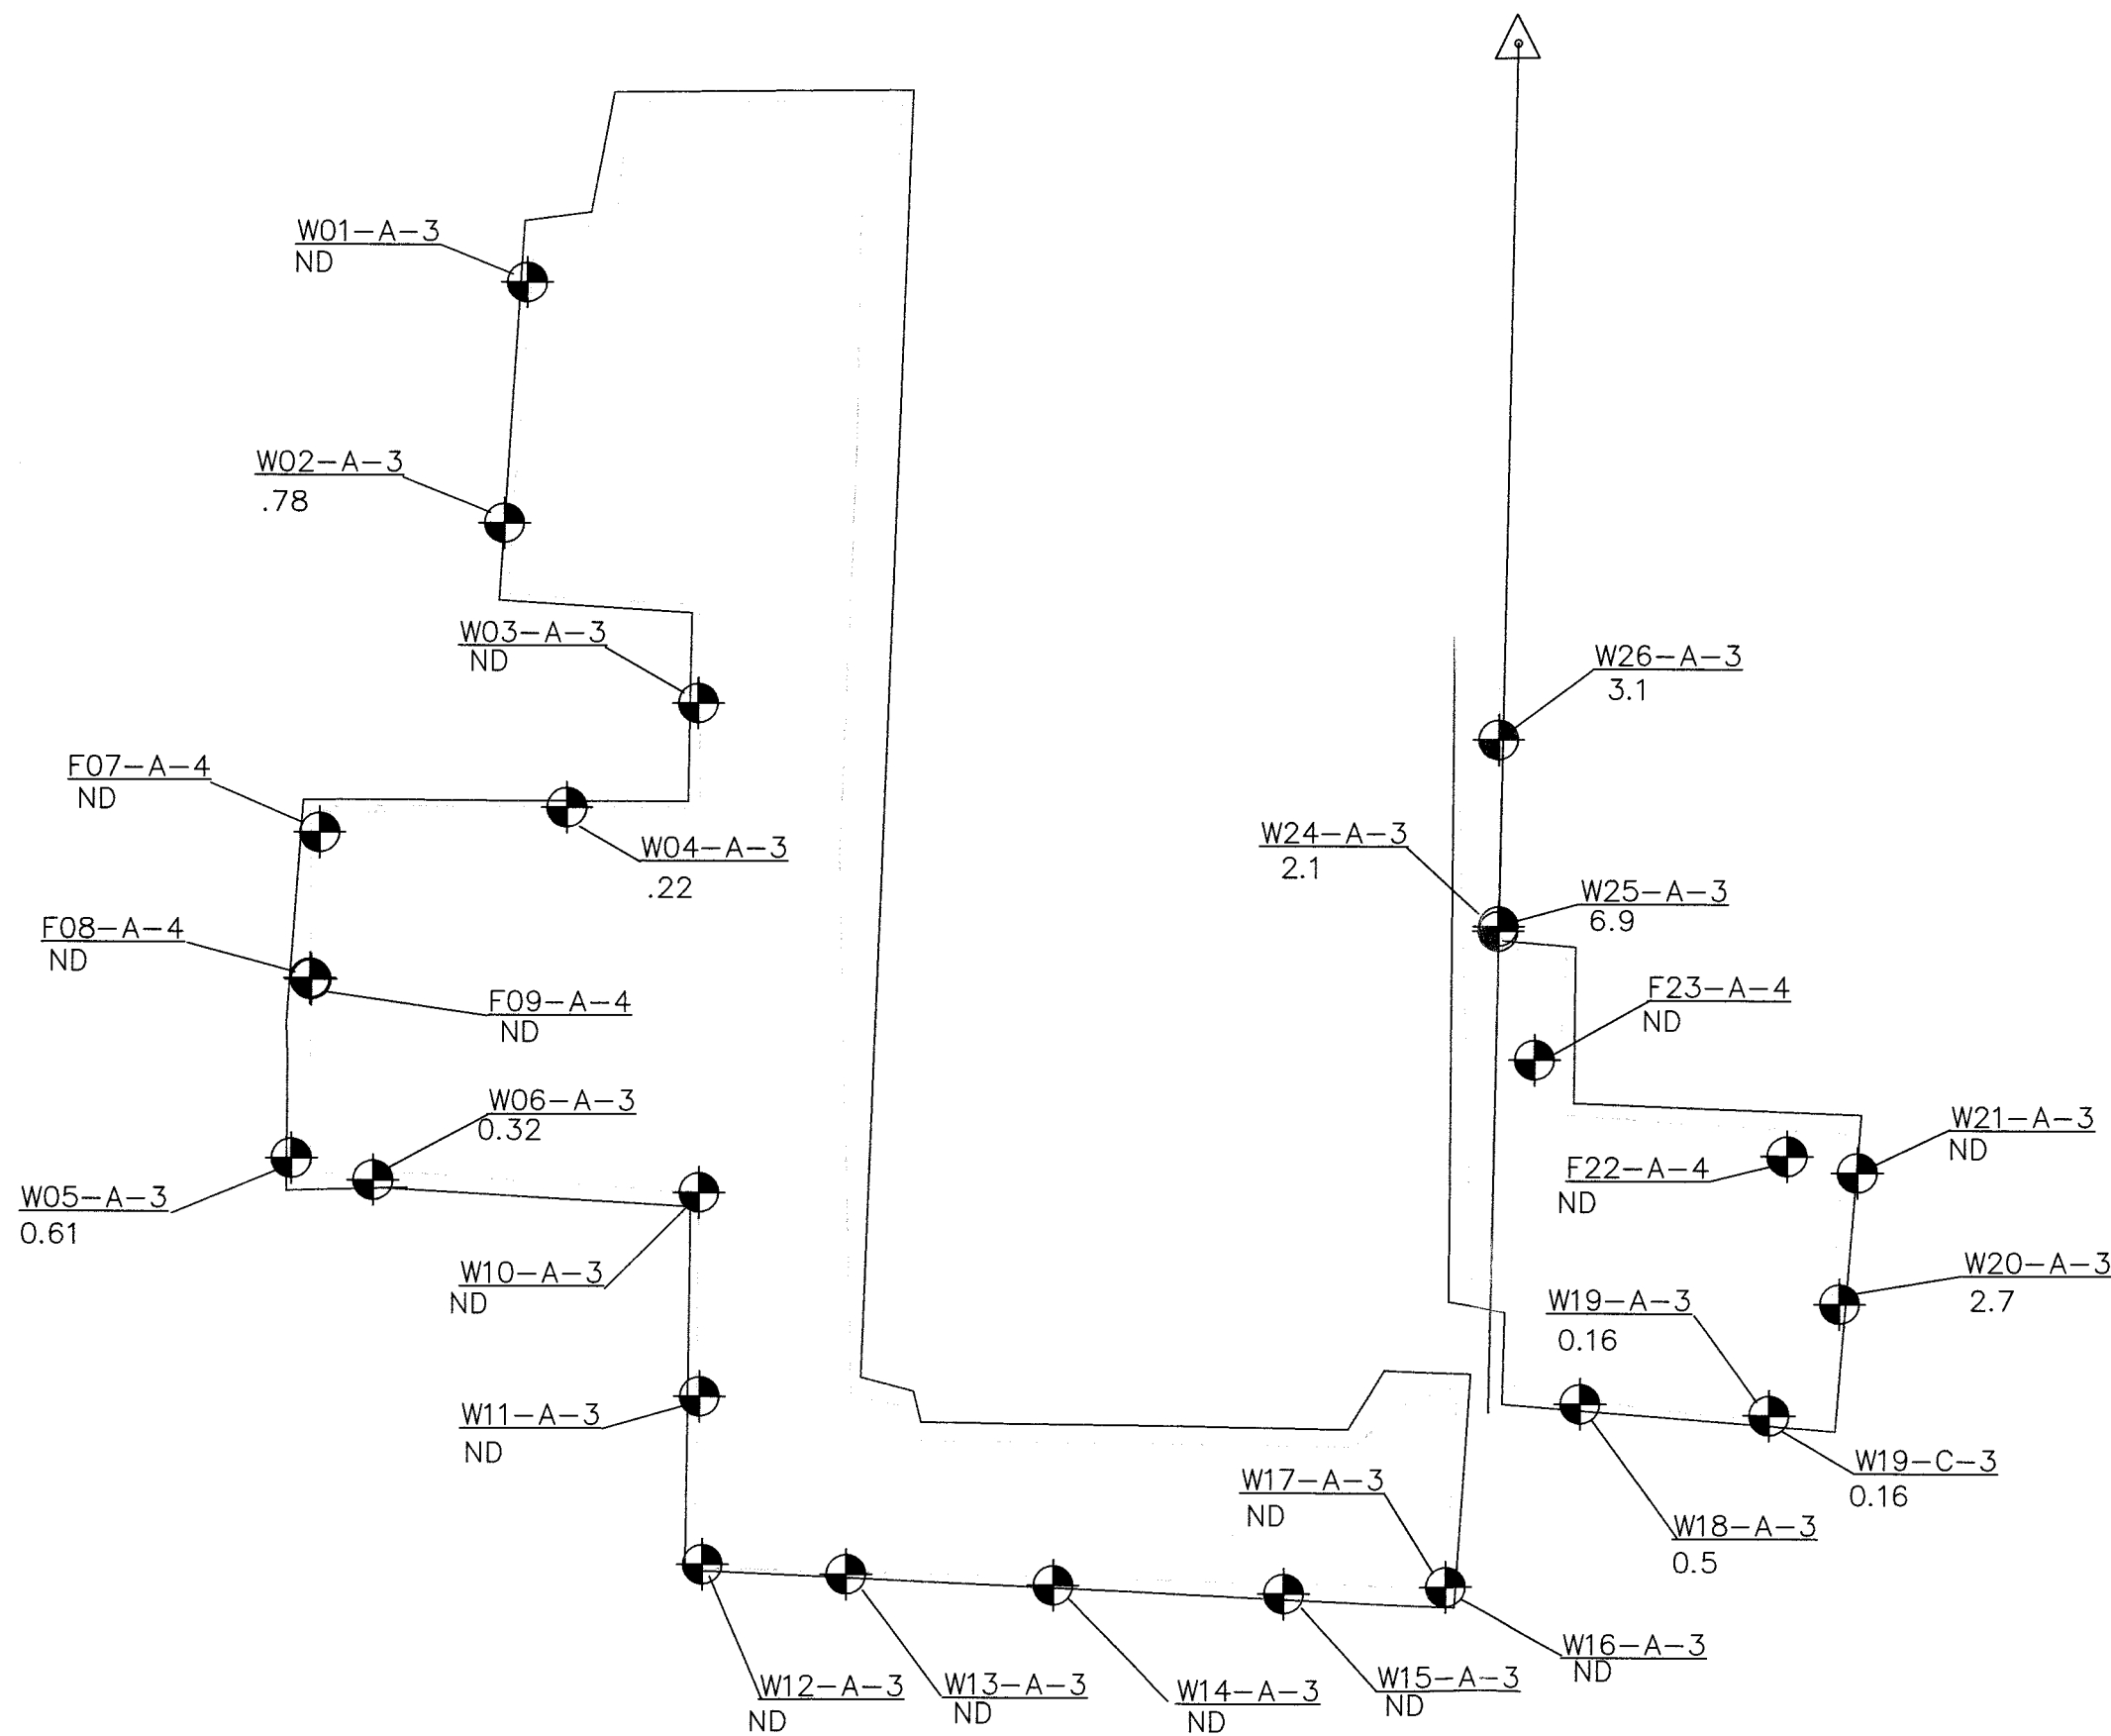 W01-A-3
ND
W02-A-3
.78
W03-A-3
ND
W26-A-3
3.1
F07-A-4
ND
W04-A-3
.22
W24-A-3
2.1
W25-A-3
6.9
F08-A-4
ND
F09-A-4
ND
F23-A-4
ND
W06-A-3
0.32
W21-A-3
ND
F22-A-4
ND
W05-A-3
0.61
W10-A-3
ND
W20-A-3
2.7
W19-A-3
0.16
W11-A-3
ND
W19-C-3
0.16
W17-A-3
ND
W18-A-3
0.5
W16-A-3
ND
W12-A-3
ND
W13-A-3
ND
W14-A-3
ND
W15-A-3
ND